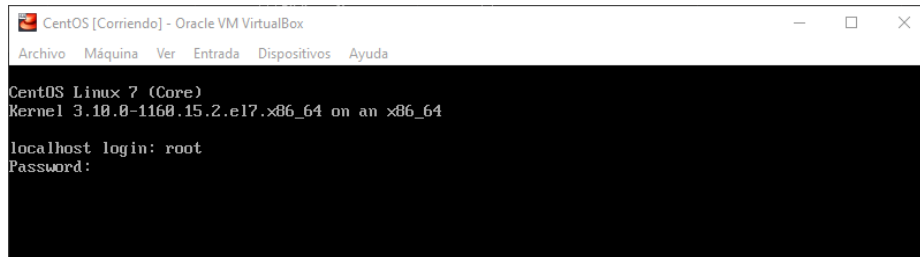 CentOS [Corriendo] - Oracle VM VirtualBox
Archivo Máquina Ver Entrada Dispositivos Ayuda
CentOS Linux 7 (Core)
Kernel 3.10.0-1160.15.2.el7.x86_64 on an x86_64
localhost login: root
Password: